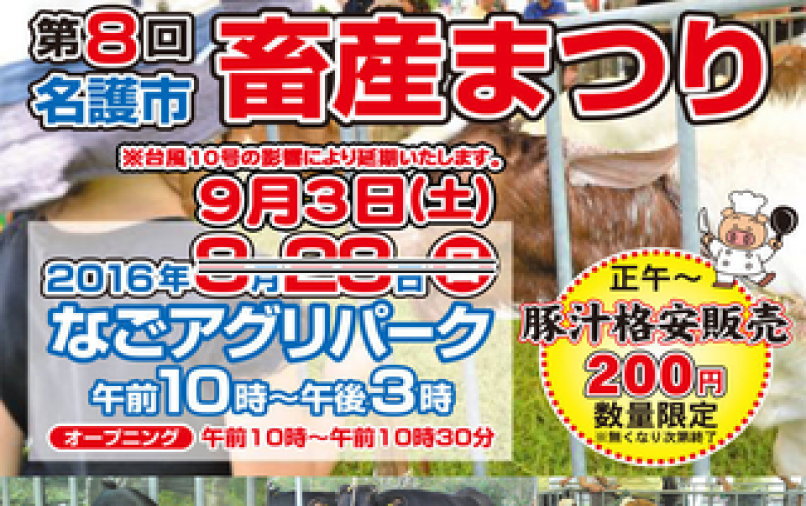 第8回
名護市
畜産まつり
※台風10号の影響により延期いたします。
9月3日(土)
2016年8月28日(日)
なごアグリパーク
午前10時〜午後3時
オープニング 午前10時〜午前10時30分
正午〜
豚汁格安販売
200円
数量限定
※無くなり次第終了